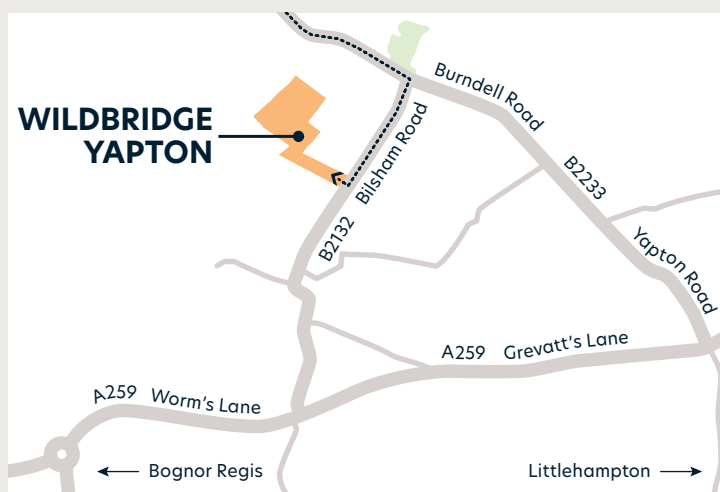 Burndell Road
WILDBRIDGE
YAPTON
Bilsham Road
B2233
B2132
Yapton Road
A259 Grevatt's Lane
A259 Worm's Lane
Bognor Regis
Littlehampton